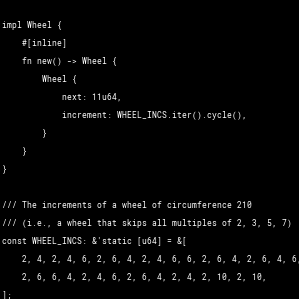 impl Wheel {
    #[inline]
    fn new() -> Wheel {
        Wheel {
            next: 11u64,
            increment: WHEEL_INCS.iter().cycle(),
        }
    }
}

/// The increments of a wheel of circumference 210
/// (i.e., a wheel that skips all multiples of 2, 3, 5, 7)
const WHEEL_INCS: &'static [u64] = &[
    2, 4, 2, 4, 6, 2, 6, 4, 2, 4, 6, 6, 2, 6, 4, 2, 6, 4, 6,
    2, 6, 6, 4, 2, 4, 6, 2, 6, 4, 2, 4, 2, 10, 2, 10,
];